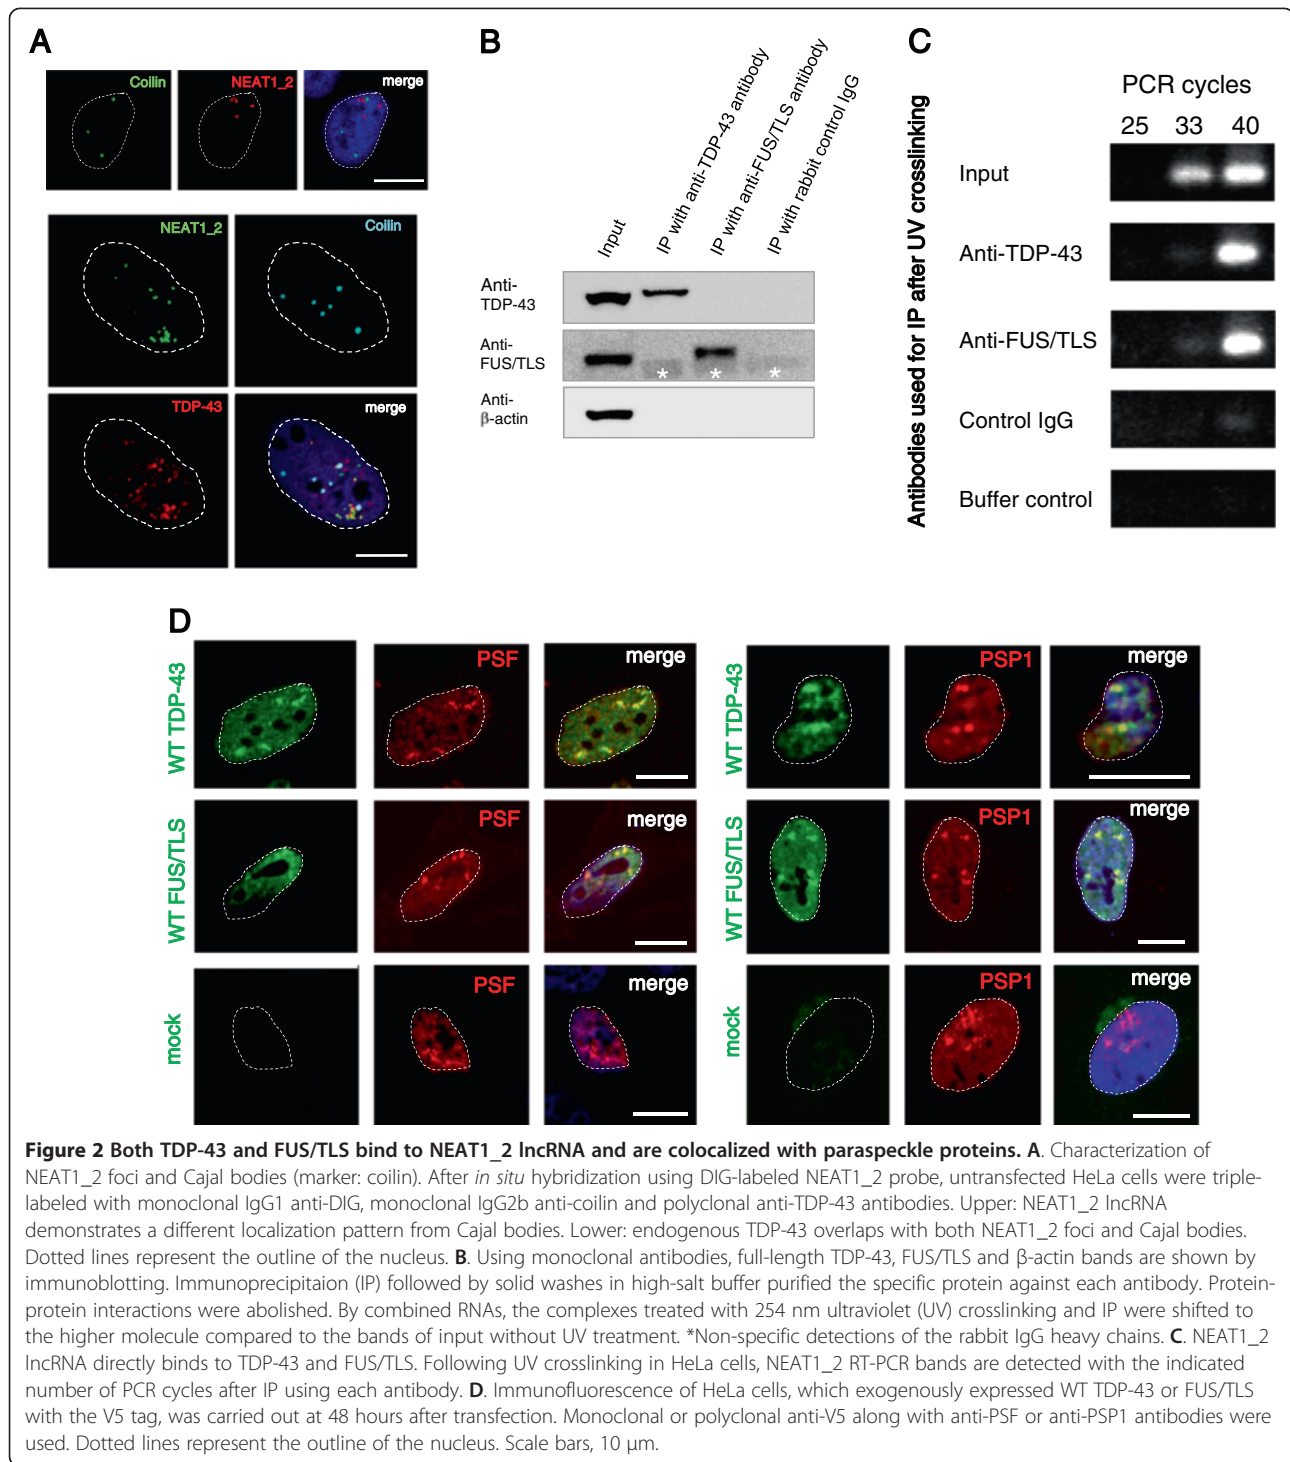 A
Coilin
NEAT1_2
merge
NEAT1_2
Coilin
TDP-43
merge
B
Input
IP with anti-TDP-43 antibody
IP with anti-FUS/TLS antibody
IP with rabbit control IgG
Anti-
TDP-43
Anti-
FUS/TLS
* * *
Anti-
β-actin
C
Antibodies used for IP after UV crosslinking
PCR cycles
25 33 40
Input
Anti-TDP-43
Anti-FUS/TLS
Control IgG
Buffer control
D
WT TDP-43
PSF
merge
WT TDP-43
PSP1
merge
WT FUS/TLS
PSF
merge
WT FUS/TLS
PSP1
merge
mock
PSF
merge
mock
PSP1
merge
Figure 2 Both TDP-43 and FUS/TLS bind to NEAT1_2 lncRNA and are colocalized with paraspeckle proteins. A. Characterization of
NEAT1_2 foci and Cajal bodies (marker: coilin). After in situ hybridization using DIG-labeled NEAT1_2 probe, untransfected HeLa cells were triple-
labeled with monoclonal IgG1 anti-DIG, monoclonal IgG2b anti-coilin and polyclonal anti-TDP-43 antibodies. Upper: NEAT1_2 lncRNA
demonstrates a different localization pattern from Cajal bodies. Lower: endogenous TDP-43 overlaps with both NEAT1_2 foci and Cajal bodies.
Dotted lines represent the outline of the nucleus. B. Using monoclonal antibodies, full-length TDP-43, FUS/TLS and β-actin bands are shown by
immunoblotting. Immunoprecipitaion (IP) followed by solid washes in high-salt buffer purified the specific protein against each antibody. Protein-
protein interactions were abolished. By combined RNAs, the complexes treated with 254 nm ultraviolet (UV) crosslinking and IP were shifted to
the higher molecule compared to the bands of input without UV treatment. *Non-specific detections of the rabbit IgG heavy chains. C. NEAT1_2
lncRNA directly binds to TDP-43 and FUS/TLS. Following UV crosslinking in HeLa cells, NEAT1_2 RT-PCR bands are detected with the indicated
number of PCR cycles after IP using each antibody. D. Immunofluorescence of HeLa cells, which exogenously expressed WT TDP-43 or FUS/TLS
with the V5 tag, was carried out at 48 hours after transfection. Monoclonal or polyclonal anti-V5 along with anti-PSF or anti-PSP1 antibodies were
used. Dotted lines represent the outline of the nucleus. Scale bars, 10 μm.